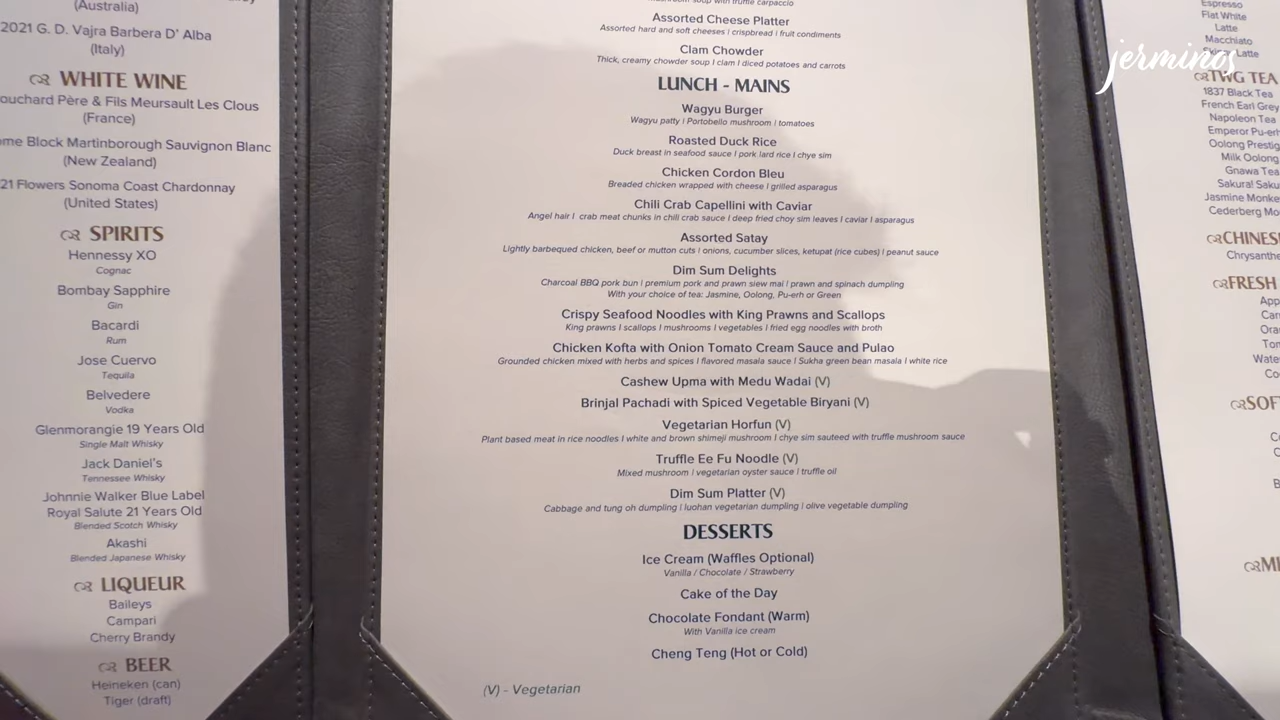 (Australia)
2021 G. D. Vajra Barbera D' Alba
(Italy)
WHITE WINE
Père & Fils Meursault Les Clous
(France)
Block Martinborough Sauvignon Blanc
(New Zealand)
21 Flowers Sonoma Coast Chardonnay
(United States)
SPIRITS
Hennessy XO
Cognac
Bombay Sapphire
Gin
Bacardi
Rum
Jose Cuervo
Tequila
Belvedere
Vodka
Glenmorangie 19 Years Old
Single Malt Whisky
Jack Daniel's
Tennessee Whisky
Johnnie Walker Blue Label
Royal Salute 21 Years Old
Blended Scotch Whisky
Akashi
Blended Japanese Whisky
LIQUEUR
Baileys
Campari
Cherry Brandy
BEER
Heineken (can)
Tiger (draft)
soup with truffle carpaccio
Assorted Cheese Platter
Assorted hard and soft cheeses | crispbread | fruit condiments
Clam Chowder
Thick, creamy chowder soup | clam | diced potatoes and carrots
LUNCH - MAINS
Wagyu Burger
Wagyu patty | Portobello mushroom | tomatoes
Roasted Duck Rice
Duck breast in seafood sauce | pork lard rice | chye sim
Chicken Cordon Bleu
Breaded chicken wrapped with cheese | grilled asparagus
Chili Crab Capellini with Caviar
Angel hair | crab meat chunks in chili crab sauce | deep fried choy sim leaves | caviar | asparagus
Assorted Satay
Lightly barbequed chicken, beef or mutton cuts | onions, cucumber slices, ketupat (rice cubes) | peanut sauce
Dim Sum Delights
Charcoal BBQ pork bun | premium pork and prawn siew mai | prawn and spinach dumpling
With your choice of tea: Jasmine, Oolong, Pu-erh or Green
Crispy Seafood Noodles with King Prawns and Scallops
King prawns | scallops | mushrooms | vegetables | fried egg noodles with broth
Chicken Kofta with Onion Tomato Cream Sauce and Pulao
Grounded chicken mixed with herbs and spices | flavored masala sauce | Sukha green bean masala | white rice
Cashew Upma with Medu Wadai (V)
Brinjal Pachadi with Spiced Vegetable Biryani (V)
Vegetarian Horfun (V)
Plant based meat in rice noodles | white and brown shimeji mushroom | chye sim sauteed with truffle mushroom sauce
Truffle Ee Fu Noodle (V)
Mixed mushroom | vegetarian oyster sauce | truffle oil
Dim Sum Platter (V)
Cabbage and tung oh dumpling | luohan vegetarian dumpling | olive vegetable dumpling
DESSERTS
Ice Cream (Waffles Optional)
Vanilla / Chocolate / Strawberry
Cake of the Day
Chocolate Fondant (Warm)
With Vanilla ice cream
Cheng Teng (Hot or Cold)
(V) - Vegetarian
jerminos
Espresso
Flat White
Latte
Macchiato
Latte
TWG TEA
1837 Black Tea
French Earl Grey
Napoleon Tea
Emperor Pu-erh
Oolong Prestig
Milk Oolong
Gnawa Tea
Sakura! Saku
Jasmine Monke
Cederberg Mo
CHINES
Chrysanthe
FRESH